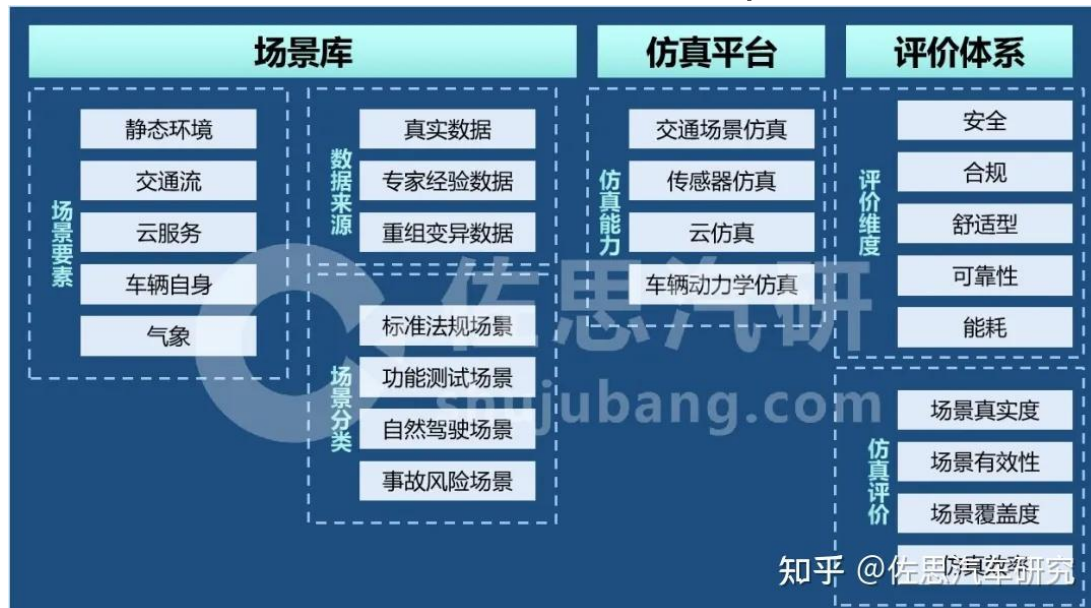 场景库
场景要素
静态环境
交通流
云服务
车辆自身
气象
数据来源
真实数据
专家经验数据
重组变异数据
场景分类
标准法规场景
功能测试场景
自然驾驶场景
事故风险场景
仿真平台
仿真能力
交通场景仿真
传感器仿真
云仿真
车辆动力学仿真
评价体系
评价维度
安全
合规
舒适型
可靠性
能耗
仿真评价
场景真实度
场景有效性
场景覆盖度
仿真效率
佐思汽研
shujubang.com
知乎 @佐思汽车研究